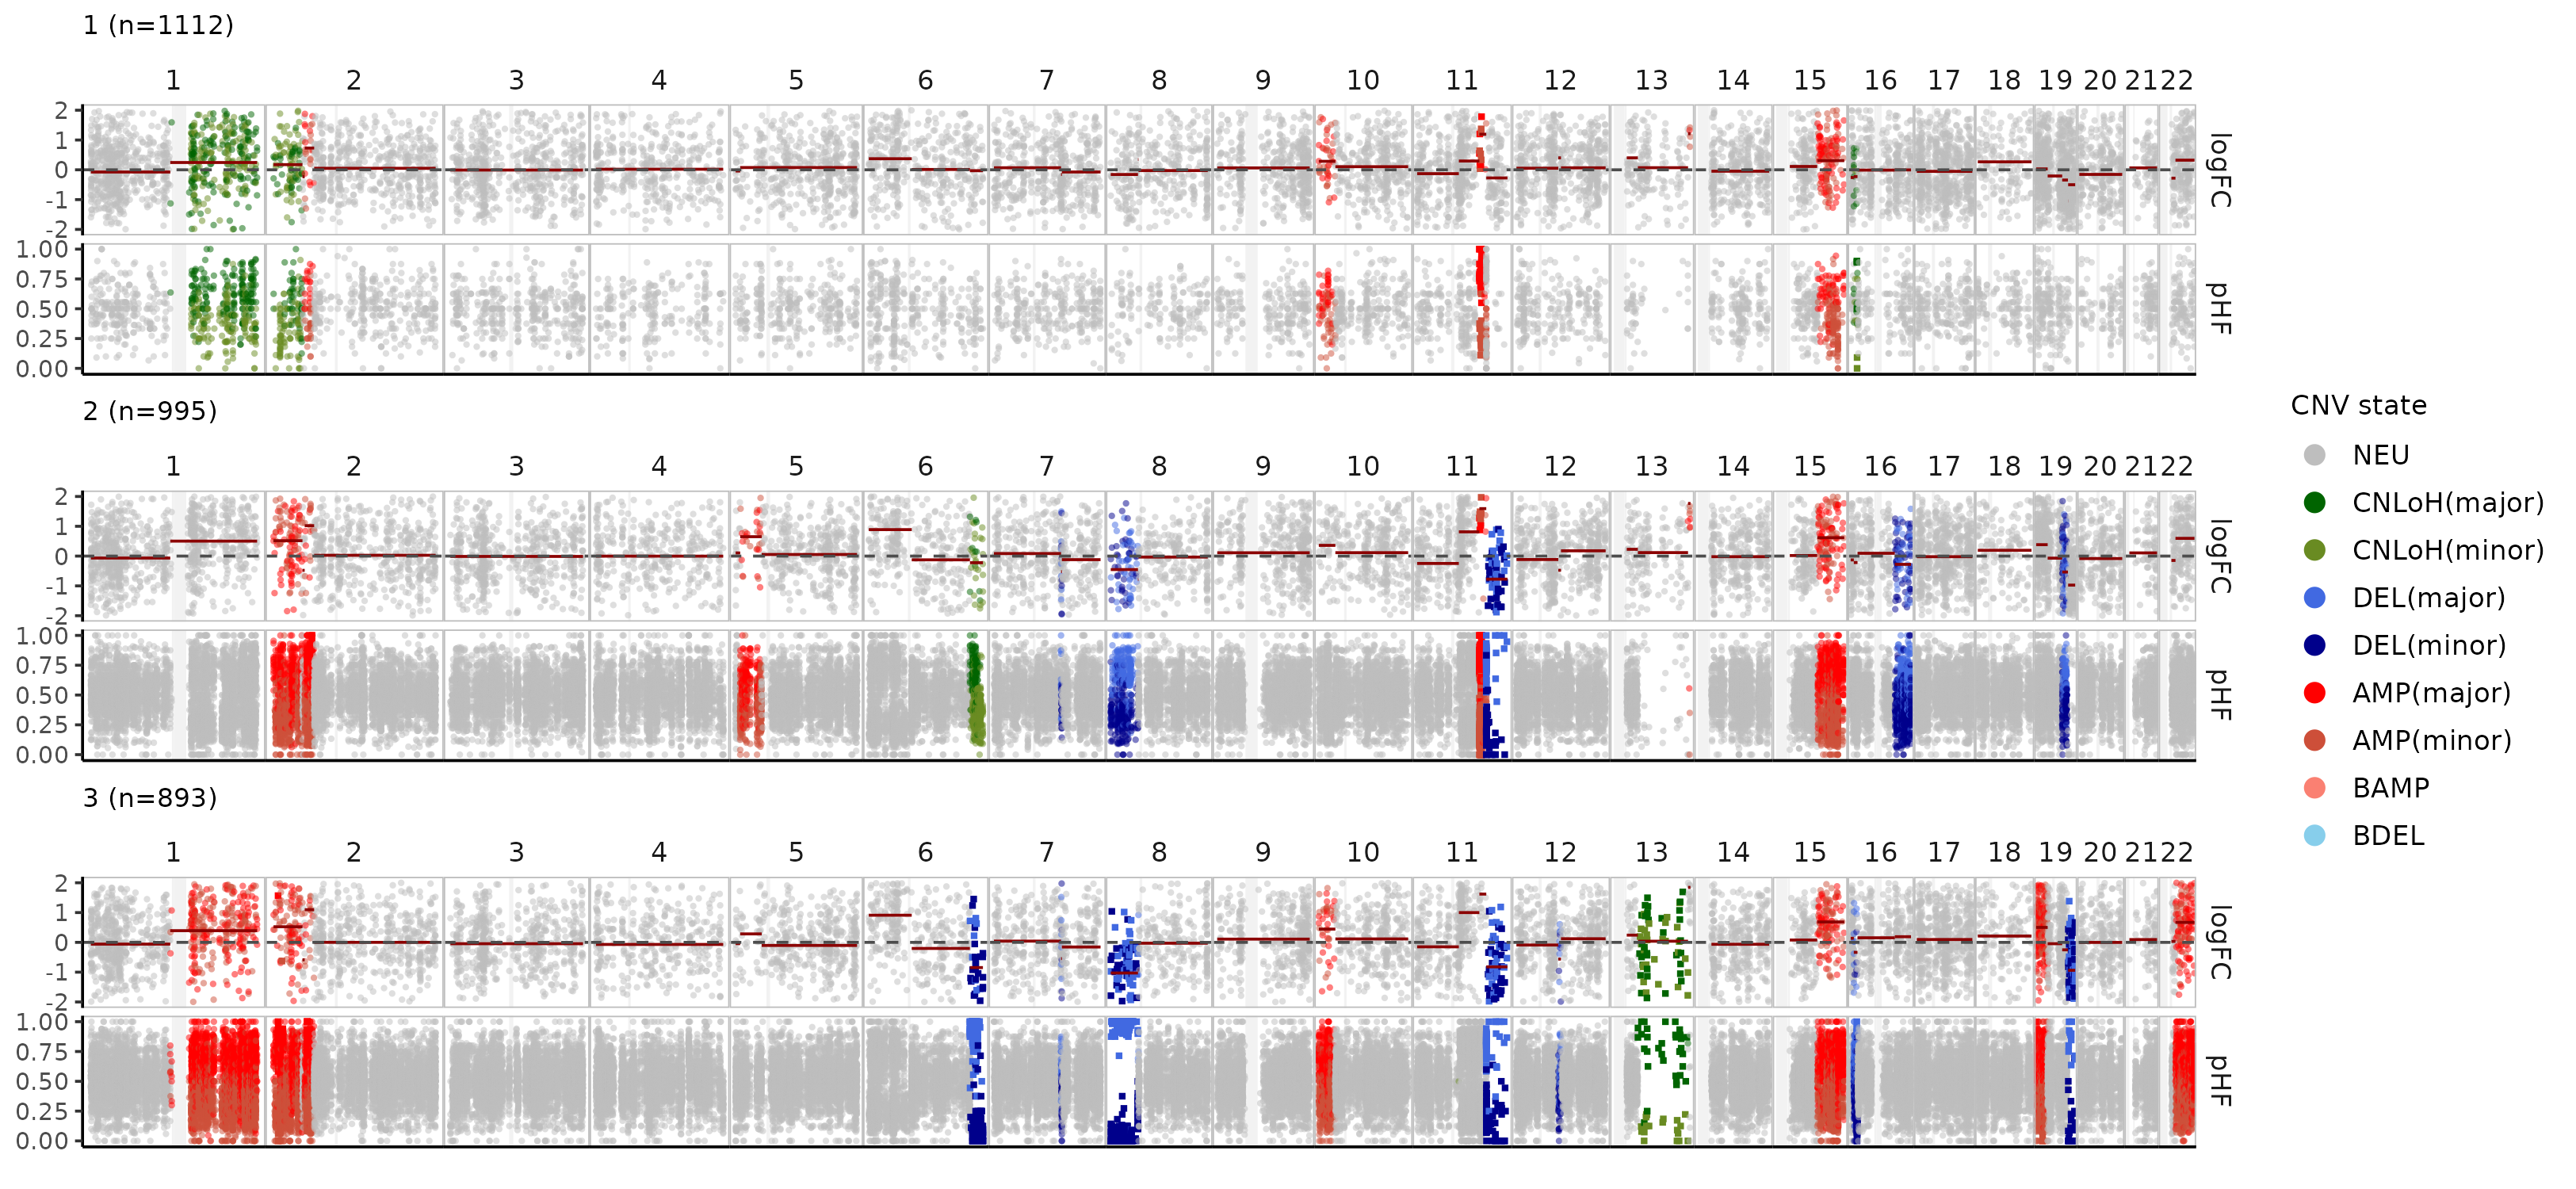 1 (n=1112)
1 2 3 4 5 6 7 8 9 10 11 12 13 14 15 16 17 18 19 20 21 22
2
1
0
-1
-2
logFC
1.00
0.75
0.50
0.25
0.00
pHF
2 (n=995)
1 2 3 4 5 6 7 8 9 10 11 12 13 14 15 16 17 18 19 20 21 22
2
1
0
-1
-2
logFC
1.00
0.75
0.50
0.25
0.00
pHF
3 (n=893)
1 2 3 4 5 6 7 8 9 10 11 12 13 14 15 16 17 18 19 20 21 22
2
1
0
-1
-2
logFC
1.00
0.75
0.50
0.25
0.00
pHF
CNV state
NEU
CNLoH(major)
CNLoH(minor)
DEL(major)
DEL(minor)
AMP(major)
AMP(minor)
BAMP
BDEL